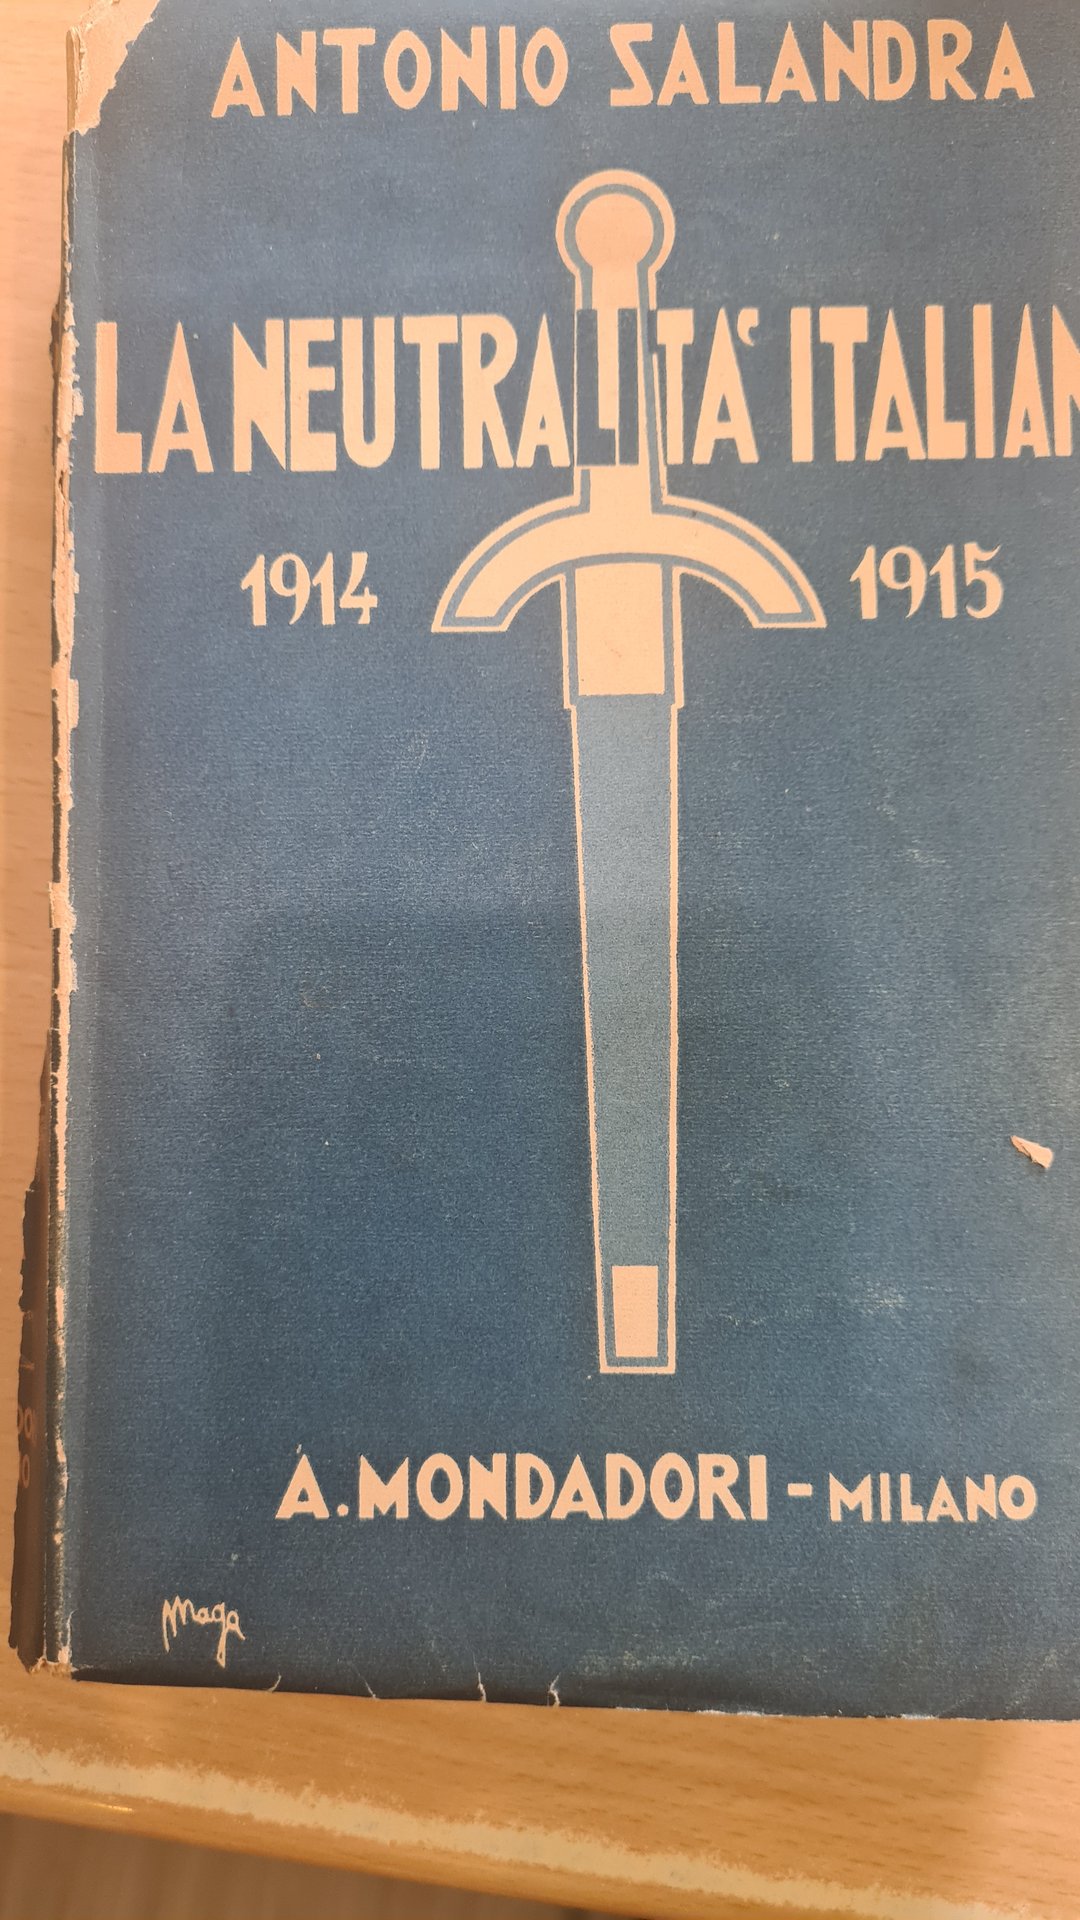 ANTONIO SALANDRA
LA NEUTRALITA' ITALIAN
1914 1915
A. MONDADORI - MILANO
Maga